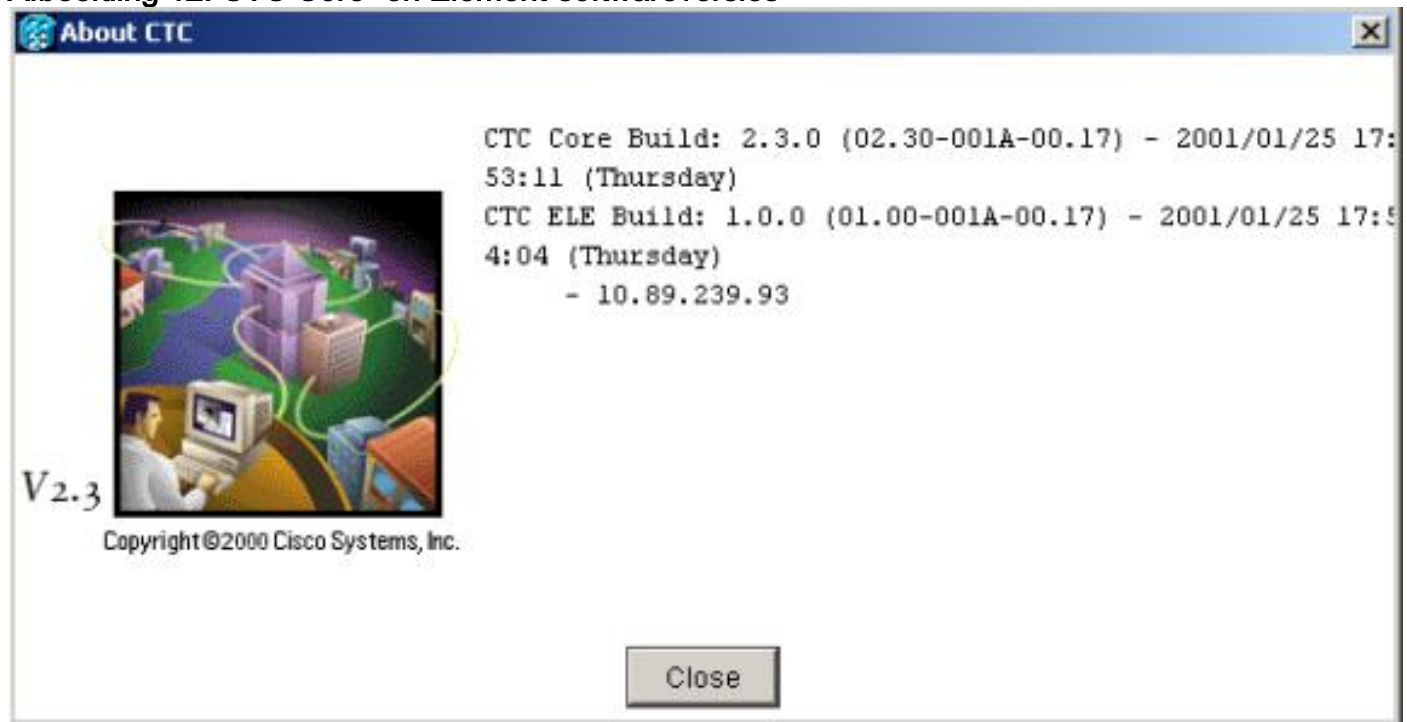 About CTC
CTC Core Build: 2.3.0 (02.30-001A-00.17) - 2001/01/25 17:
53:11 (Thursday)
CTC ELE Build: 1.0.0 (01.00-001A-00.17) - 2001/01/25 17:5
4:04 (Thursday)
- 10.89.239.93
V2.3
Copyright©2000 Cisco Systems, Inc.
Close